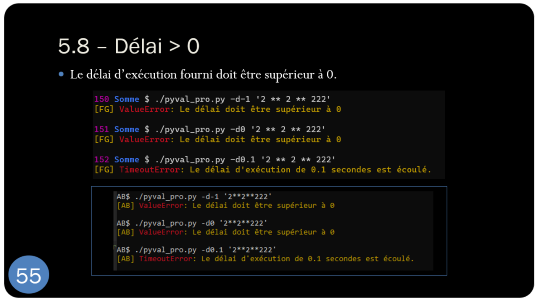 5.8 – Délai > 0
• Le délai d'exécution fourni doit être supérieur à 0.
150 Somme $ ./pyval_pro.py -d-1 '2 ** 2 ** 222'
[FG] ValueError: Le délai doit être supérieur à 0
151 Somme $ ./pyval_pro.py -d0 '2 ** 2 ** 222'
[FG] ValueError: Le délai doit être supérieur à 0
152 Somme $ ./pyval_pro.py -d0.1 '2 ** 2 ** 222'
[FG] TimeoutError: Le délai d'exécution de 0.1 secondes est écoulé.
AB$ ./pyval_pro.py -d-1 '2**2**222'
[AB] ValueError: Le délai doit être supérieur à 0
AB$ ./pyval_pro.py -d0 '2**2**222'
[AB] ValueError: Le délai doit être supérieur à 0
AB$ ./pyval_pro.py -d0.1 '2**2**222'
[AB] TimeoutError: Le délai d'exécution de 0.1 secondes est écoulé.
55